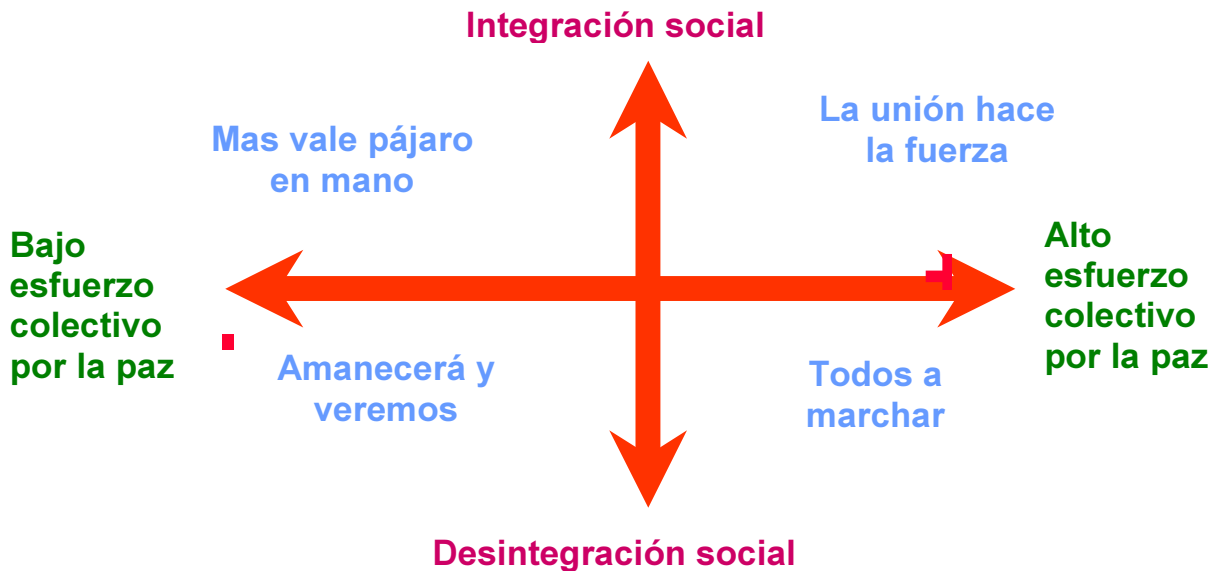 Integración social
Mas vale pájaro
en mano
La unión hace
la fuerza
Bajo
esfuerzo
colectivo
por la paz
Alto
esfuerzo
colectivo
por la paz
Amanecerá y
veremos
Todos a
marchar
Desintegración social